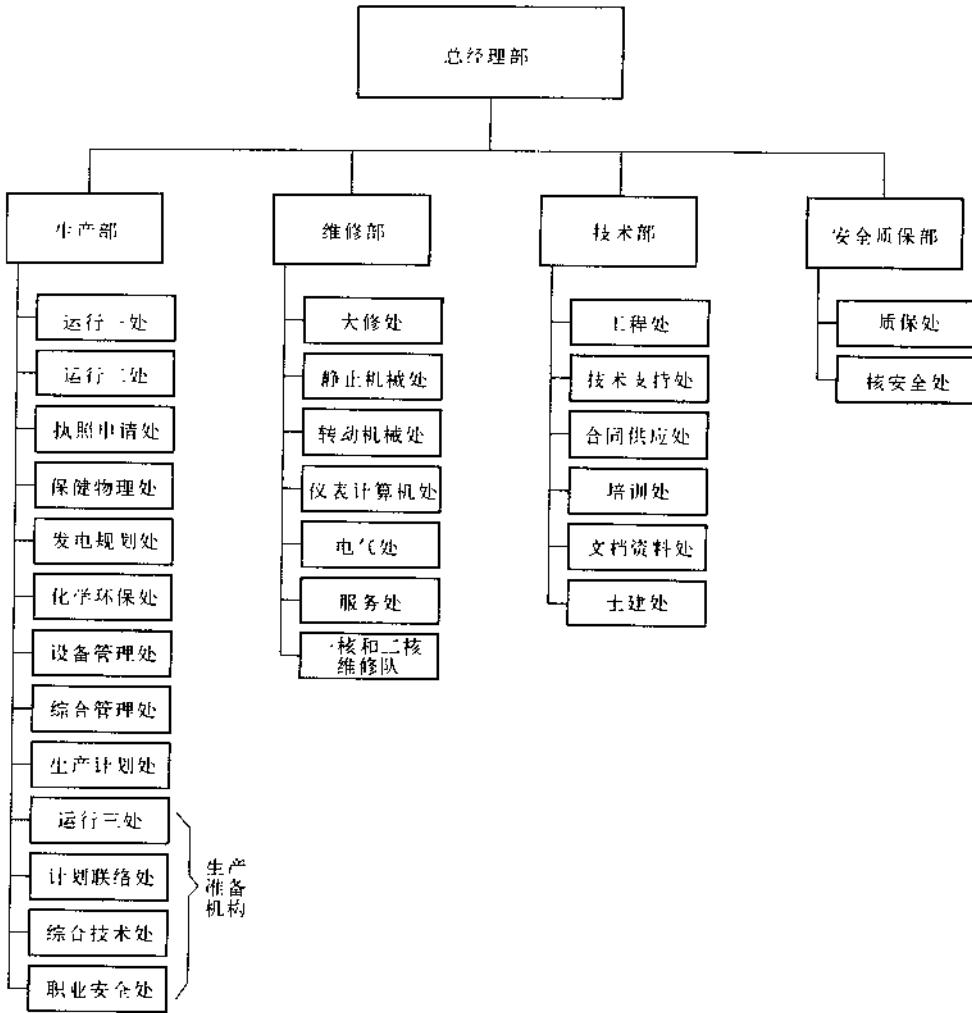 总经理部
生产部
维修部
技术部
安全质保部
运行一处
运行二处
执照申请处
保健物理处
发电规划处
化学环保处
设备管理处
综合管理处
生产计划处
运行三处
计划联络处
综合技术处
职业安全处
生产
准备
机构
大修处
静止机械处
转动机械处
仪表计算机处
电气处
服务处
一核和二核
维修队
工程处
技术支持处
合同供应处
培训处
文档资料处
土建处
质保处
核安全处